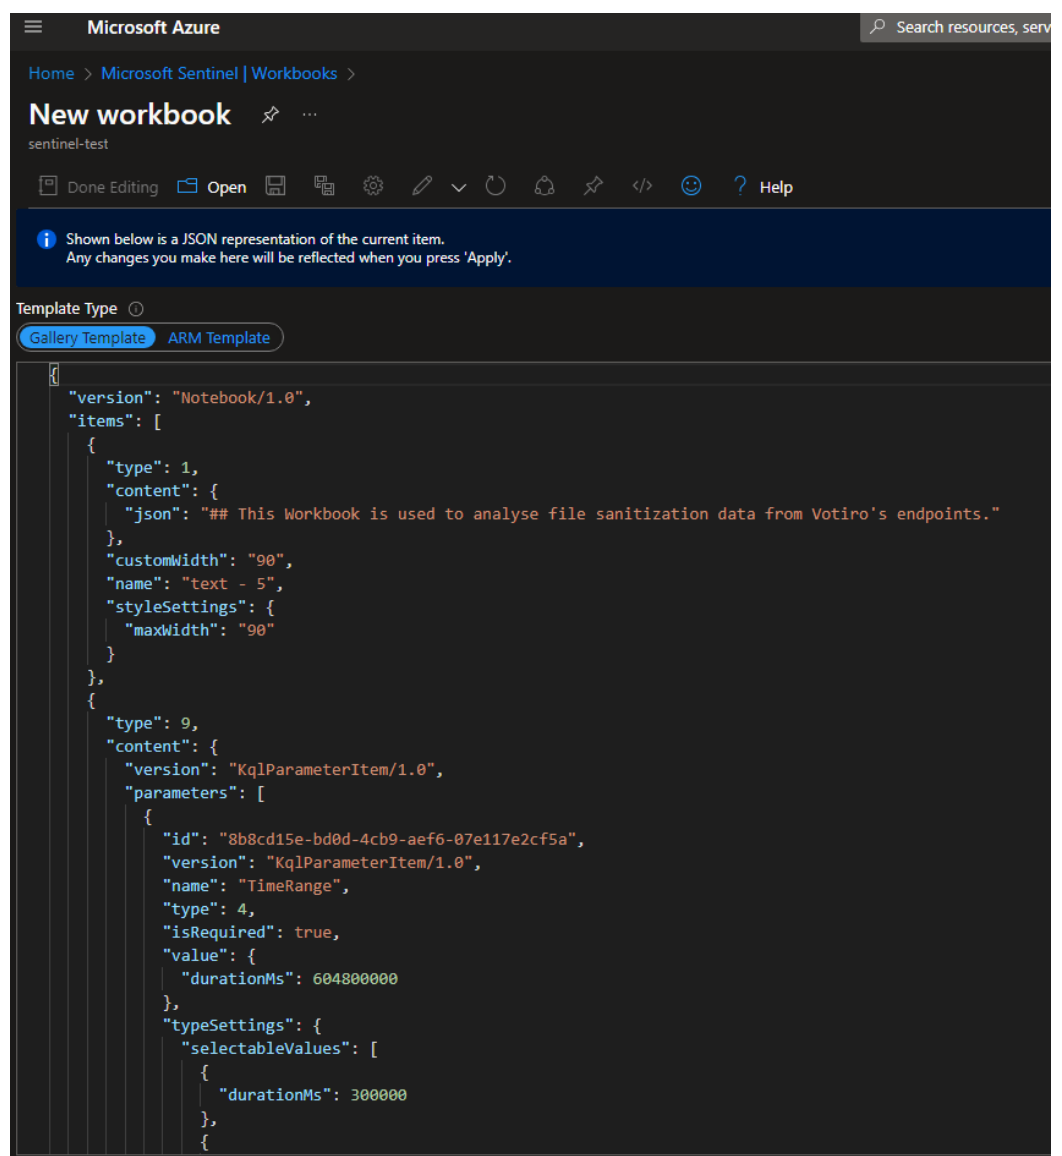 Microsoft Azure
Search resources, serv
Home > Microsoft Sentinel | Workbooks >
New workbook ...
sentinel-test
Done Editing Open </> ? Help
Shown below is a JSON representation of the current item.
Any changes you make here will be reflected when you press 'Apply'.
Template Type
Gallery Template ARM Template
{
"version": "Notebook/1.0",
"items": [
{
"type": 1,
"content": {
"json": "## This Workbook is used to analyse file sanitization data from Votiro's endpoints."
},
"customWidth": "90",
"name": "text - 5",
"styleSettings": {
"maxWidth": "90"
}
},
{
"type": 9,
"content": {
"version": "KqlParameterItem/1.0",
"parameters": [
{
"id": "8b8cd15e-bd0d-4cb9-aef6-07e117e2cf5a",
"version": "KqlParameterItem/1.0",
"name": "TimeRange",
"type": 4,
"isRequired": true,
"value": {
"durationMs": 604800000
},
"typeSettings": {
"selectableValues": [
{
"durationMs": 300000
},
{